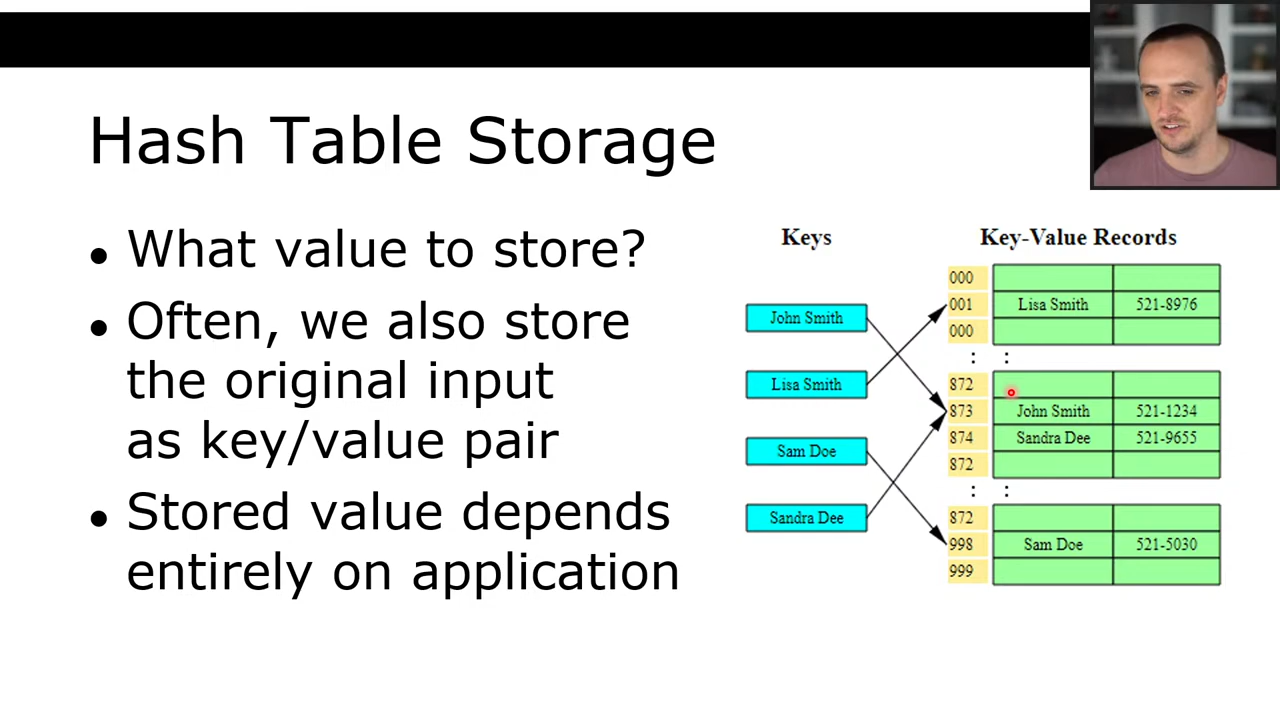 Hash Table Storage
• What value to store?
• Often, we also store
the original input
as key/value pair
• Stored value depends
entirely on application
Keys
John Smith
Lisa Smith
Sam Doe
Sandra Dee
Key-Value Records
000
001 Lisa Smith 521-8976
000
: :
872
873 John Smith 521-1234
874 Sandra Dee 521-9655
872
: :
872
998 Sam Doe 521-5030
999